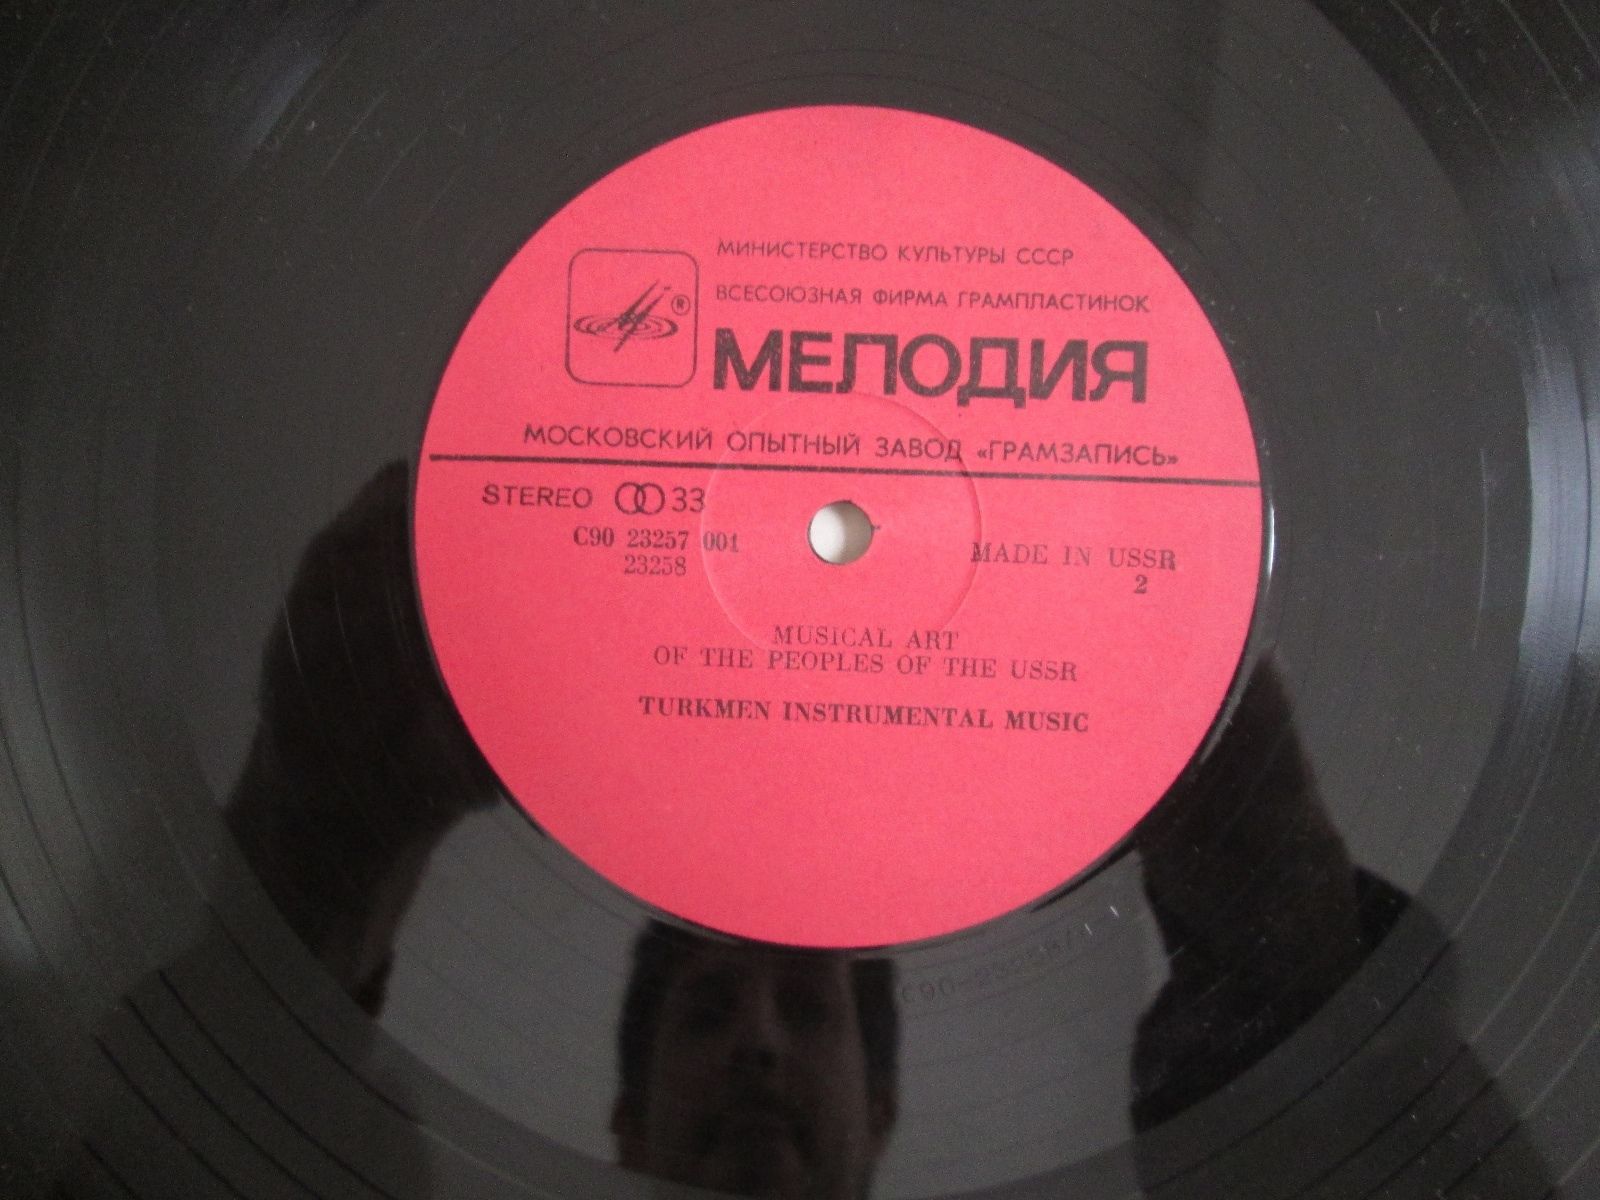 МИНИСТЕРСТВО КУЛЬТУРЫ СССР
ВСЕСОЮЗНАЯ ФИРМА ГРАМПЛАСТИНОК
®
МЕЛОДИЯ
МОСКОВСКИЙ ОПЫТНЫЙ ЗАВОД «ГРАМЗАПИСЬ»
STEREO 33
С90 23257 001
23258
MADE IN USSR
2
MUSICAL ART
OF THE PEOPLES OF THE USSR
TURKMEN INSTRUMENTAL MUSIC